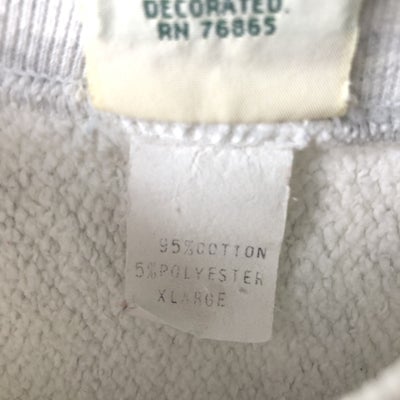 DECORATED.
RN 76865
95%COTTON
5%POLYESTER
XLARGE